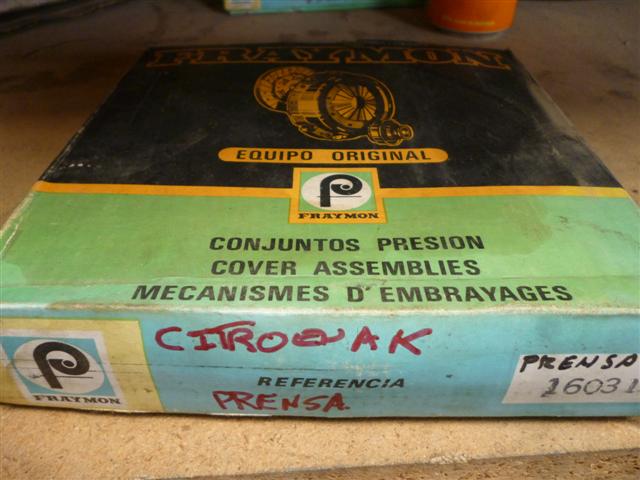 FRAYMON
EQUIPO ORIGINAL
FRAYMON
CONJUNTOS PRESION
COVER ASSEMBLIES
MECANISMES D'EMBRAYAGES
CITROEN AK
REFERENCIA
PRENSA.
FRAYMON
PRENSA
16031